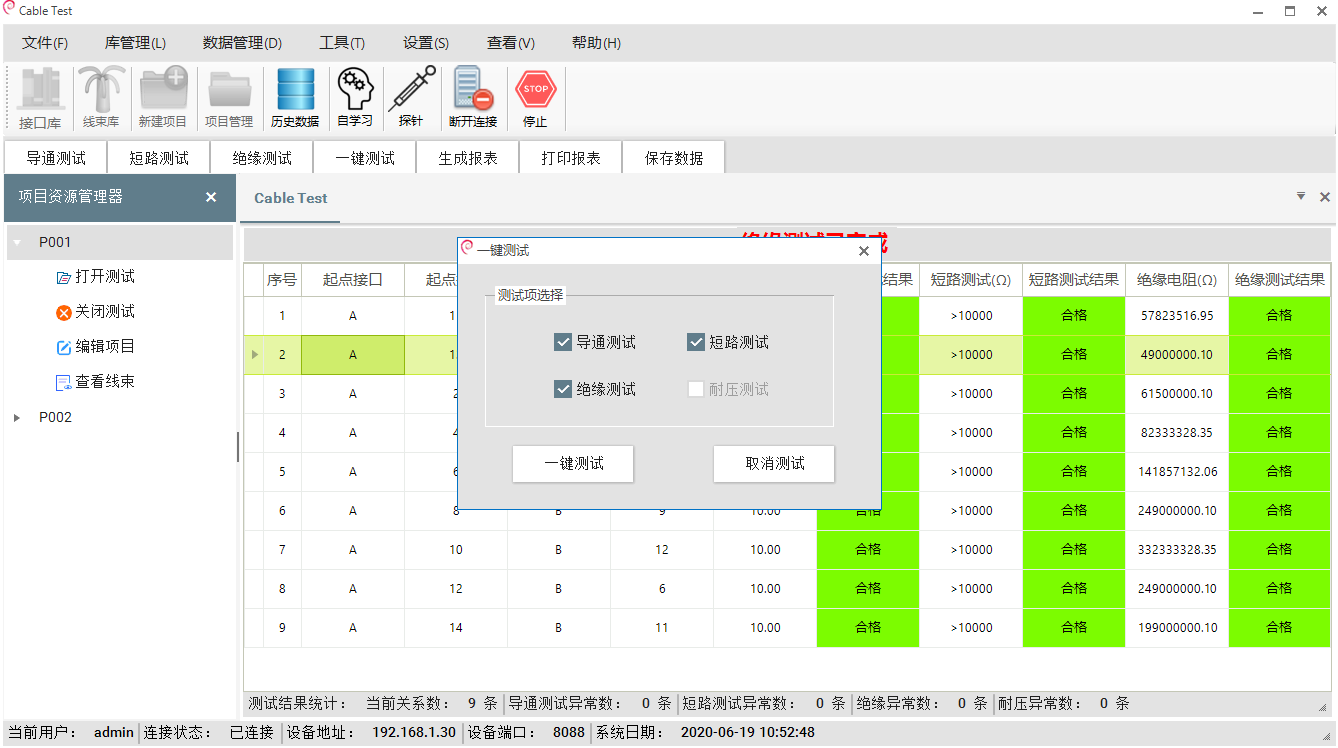 Cable Test
文件(F) 库管理(L) 数据管理(D) 工具(T) 设置(S) 查看(V) 帮助(H)
接口库 线束库 新建项目 项目管理 历史数据 自学习 探针 断开连接 STOP 停止
导通测试 短路测试 绝缘测试 一键测试 生成报表 打印报表 保存数据
项目资源管理器
P001
打开测试
关闭测试
编辑项目
查看线束
P002
Cable Test
绝缘测试已完成
序号 起点接口 起点 结果 短路测试(Ω) 短路测试结果 绝缘电阻(Ω) 绝缘测试结果
1 A 1 >10000 合格 57823516.95 合格
2 A 1 >10000 合格 49000000.10 合格
3 A 2 >10000 合格 61500000.10 合格
4 A 4 >10000 合格 82333328.35 合格
5 A 6 >10000 合格 141857132.06 合格
6 A 8 B 9 10.00 合格 >10000 合格 249000000.10 合格
7 A 10 B 12 10.00 合格 >10000 合格 332333328.35 合格
8 A 12 B 6 10.00 合格 >10000 合格 249000000.10 合格
9 A 14 B 11 10.00 合格 >10000 合格 199000000.10 合格
一键测试
测试项选择
导通测试 短路测试
绝缘测试 耐压测试
一键测试 取消测试
测试结果统计： 当前关系数： 9 条 导通测试异常数： 0 条 短路测试异常数： 0 条 绝缘异常数： 0 条 耐压异常数： 0 条
当前用户： admin 连接状态： 已连接 设备地址： 192.168.1.30 设备端口： 8088 系统日期： 2020-06-19 10:52:48